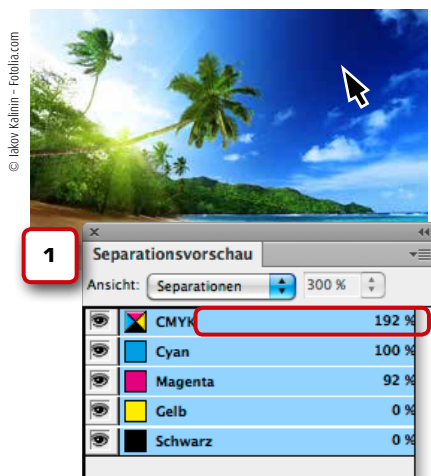 © Iakov Kalinin – Fotolia.com
1
Separationsvorschau
Ansicht: Separationen 300 %
CMYK 192 %
Cyan 100 %
Magenta 92 %
Gelb 0 %
Schwarz 0 %